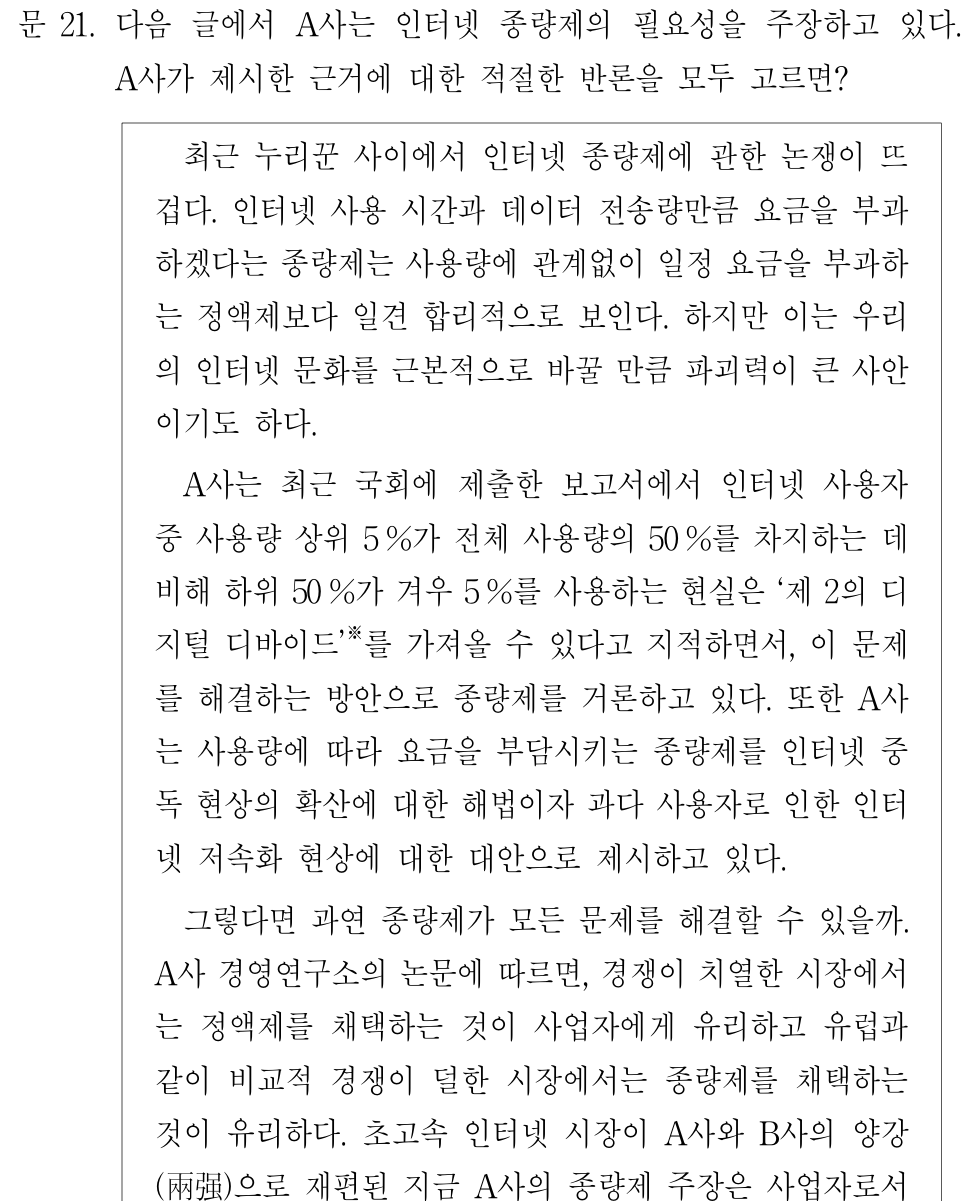 문 21. 다음 글에서 A사는 인터넷 종량제의 필요성을 주장하고 있다.
A사가 제시한 근거에 대한 적절한 반론을 모두 고르면?
최근 누리꾼 사이에서 인터넷 종량제에 관한 논쟁이 뜨
겁다. 인터넷 사용 시간과 데이터 전송량만큼 요금을 부과
하겠다는 종량제는 사용량에 관계없이 일정 요금을 부과하
는 정액제보다 일견 합리적으로 보인다. 하지만 이는 우리
의 인터넷 문화를 근본적으로 바꿀 만큼 파괴력이 큰 사안
이기도 하다.
A사는 최근 국회에 제출한 보고서에서 인터넷 사용자
중 사용량 상위 5%가 전체 사용량의 50%를 차지하는 데
비해 하위 50%가 겨우 5%를 사용하는 현실은 ‘제 2의 디
지털 디바이드’※를 가져올 수 있다고 지적하면서, 이 문제
를 해결하는 방안으로 종량제를 거론하고 있다. 또한 A사
는 사용량에 따라 요금을 부담시키는 종량제를 인터넷 중
독 현상의 확산에 대한 해법이자 과다 사용자로 인한 인터
넷 저속화 현상에 대한 대안으로 제시하고 있다.
그렇다면 과연 종량제가 모든 문제를 해결할 수 있을까.
A사 경영연구소의 논문에 따르면, 경쟁이 치열한 시장에서
는 정액제를 채택하는 것이 사업자에게 유리하고 유럽과
같이 비교적 경쟁이 덜한 시장에서는 종량제를 채택하는
것이 유리하다. 초고속 인터넷 시장이 A사와 B사의 양강
(兩强)으로 재편된 지금 A사의 종량제 주장은 사업자로서